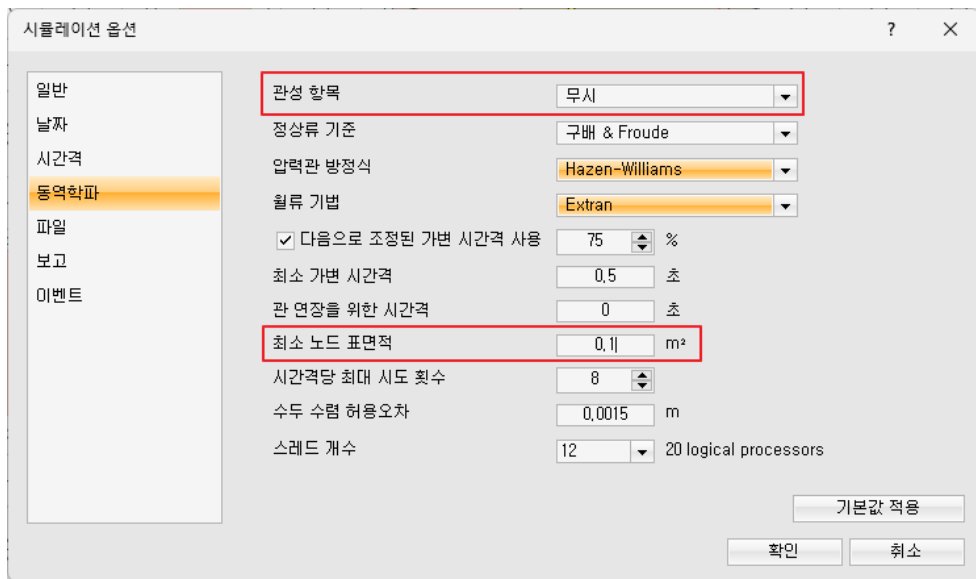 시뮬레이션 옵션 ? ×
일반
날짜
시간격
동역학파
파일
보고
이벤트
관성 항목 무시
정상류 기준 구배 & Froude
압력관 방정식 Hazen-Williams
월류 기법 Extran
다음으로 조정된 가변 시간격 사용 75 %
최소 가변 시간격 0,5 초
관 연장을 위한 시간격 0 초
최소 노드 표면적 0,1 m²
시간격당 최대 시도 횟수 8
수두 수렴 허용오차 0,0015 m
스레드 개수 12 20 logical processors
기본값 적용
확인 취소